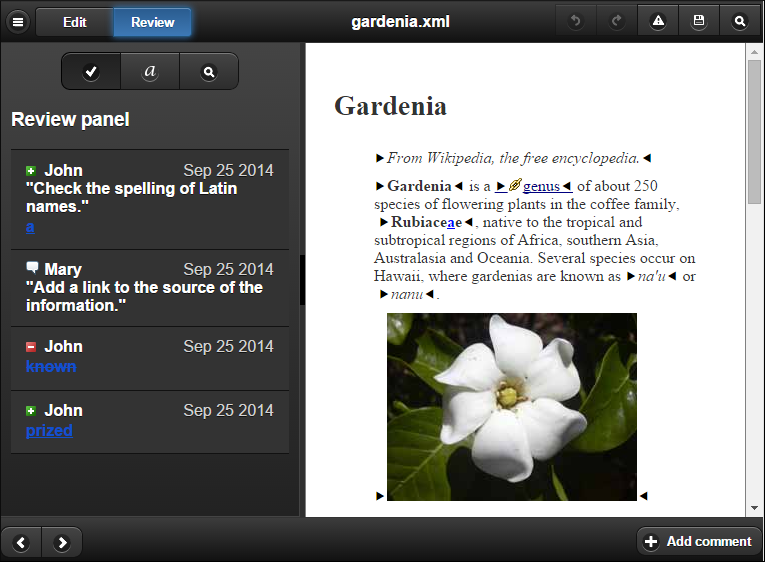 Edit Review gardenia.xml
a
Review panel
John Sep 25 2014
"Check the spelling of Latin
names."
a
Mary Sep 25 2014
"Add a link to the source of the
information."
John Sep 25 2014
known
John Sep 25 2014
prized
Gardenia
From Wikipedia, the free encyclopedia.
Gardenia is a genus of about 250
species of flowering plants in the coffee family,
Rubiaceae, native to the tropical and
subtropical regions of Africa, southern Asia,
Australasia and Oceania. Several species occur on
Hawaii, where gardenias are known as na'u or
nanu.
Add comment